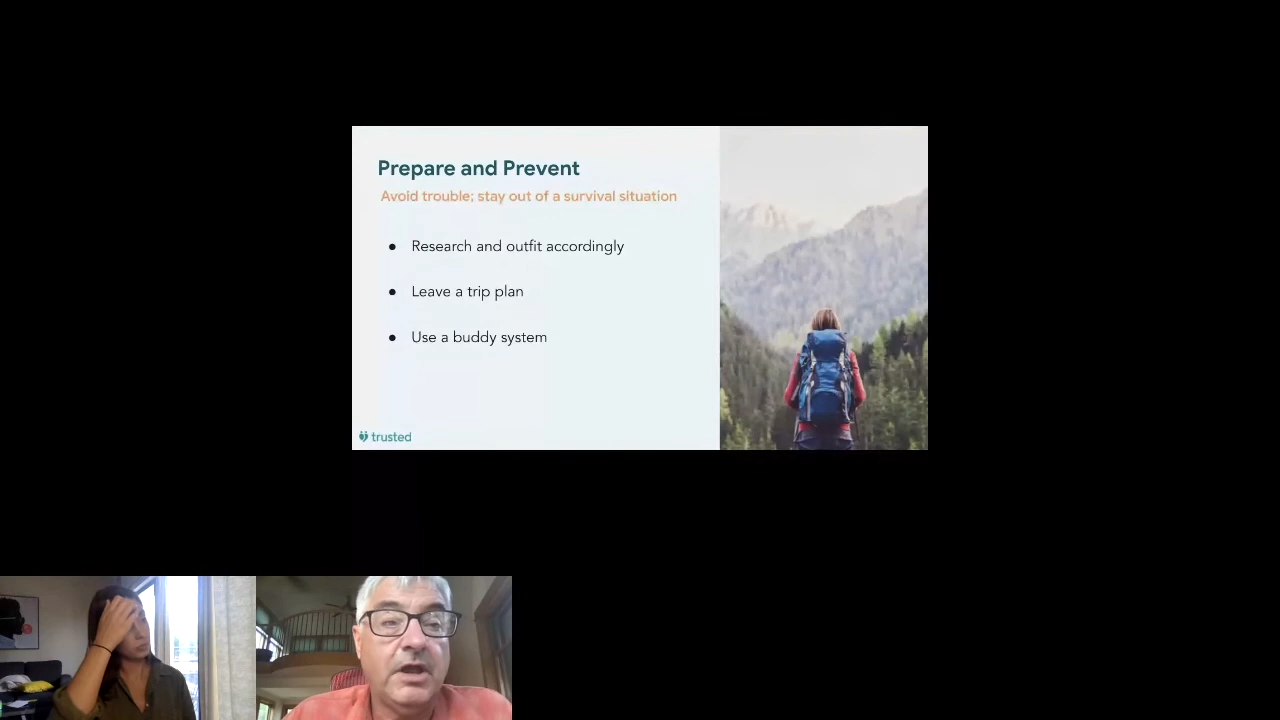 Prepare and Prevent
Avoid trouble; stay out of a survival situation
● Research and outfit accordingly
● Leave a trip plan
● Use a buddy system
trusted